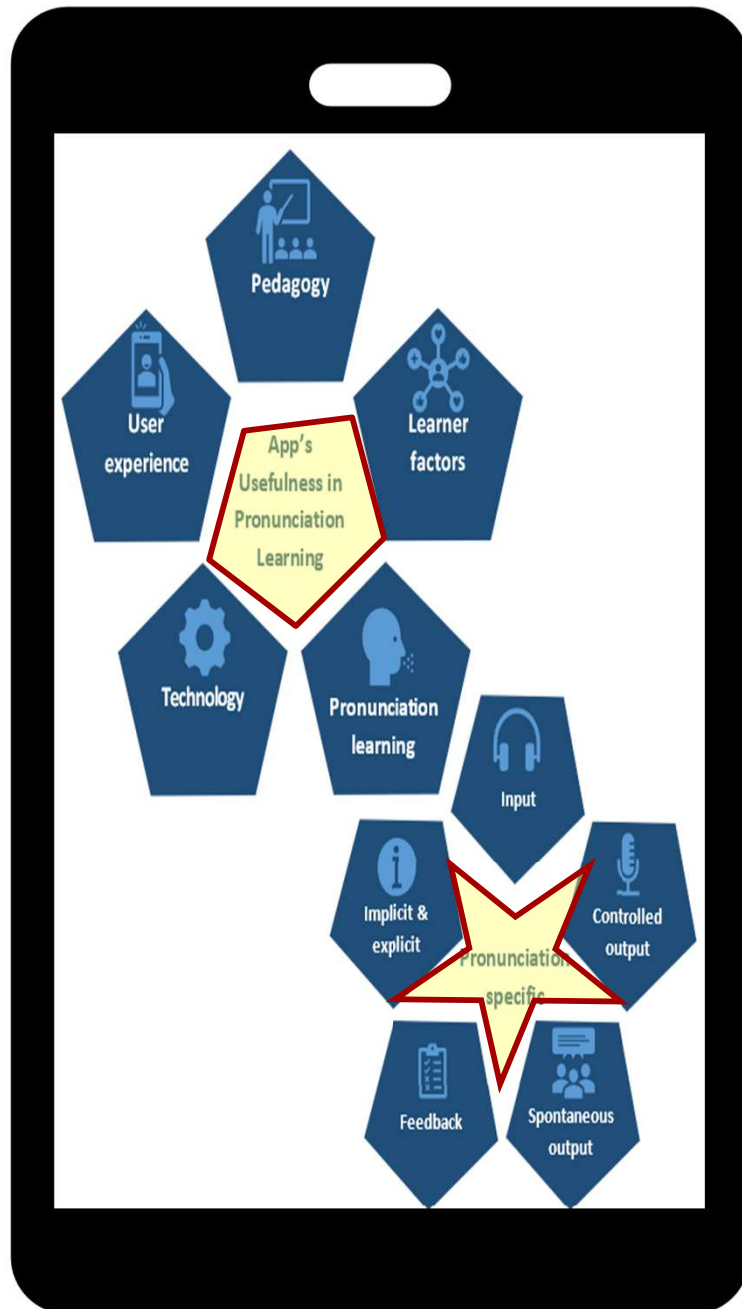 Pedagogy
User
experience
Learner
factors
App's
Usefulness in
Pronunciation
Learning
Technology
Pronunciation
learning
Input
Implicit &
explicit
Controlled
output
Pronunciation
specific
Feedback
Spontaneous
output